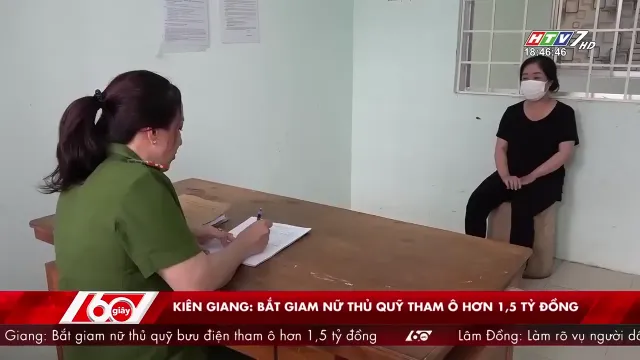 HTV7 HD
18:46:46
60 giây
KIÊN GIANG: BẮT GIAM NỮ THỦ QUỸ THAM Ô HƠN 1,5 TỶ ĐỒNG
Giang: Bắt giam nữ thủ quỹ bưu điện tham ô hơn 1,5 tỷ đồng 60 Lâm Đồng: Làm rõ vụ người d